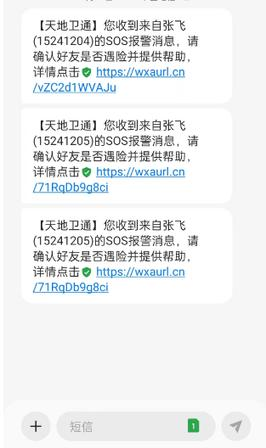 【天地卫通】您收到来自张飞
(15241204)的SOS报警消息，请
确认好友是否遇险并提供帮助，
详情点击 https://wxaurl.cn
/vZC2d1WVAJu
【天地卫通】您收到来自张飞
(15241205)的SOS报警消息，请
确认好友是否遇险并提供帮助，
详情点击 https://wxaurl.cn
/71RqDb9g8ci
【天地卫通】您收到来自张飞
(15241205)的SOS报警消息，请
确认好友是否遇险并提供帮助，
详情点击 https://wxaurl.cn
/71RqDb9g8ci
短信
1